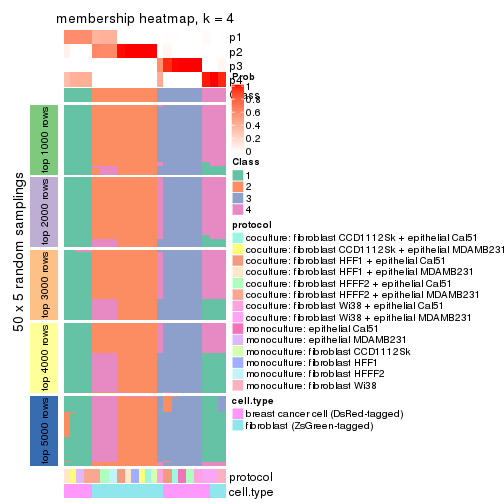 membership heatmap, k = 4
p1
p2
p3
p4
Prob
1
0.8
0.6
0.4
0.2
0
Class
Class
1
2
3
4
50 x 5 random samplings
top 1000 rows
top 2000 rows
top 3000 rows
top 4000 rows
top 5000 rows
protocol
coculture: fibroblast CCD1112Sk + epithelial Cal51
coculture: fibroblast CCD1112Sk + epithelial MDAMB231
coculture: fibroblast HFF1 + epithelial Cal51
coculture: fibroblast HFF1 + epithelial MDAMB231
coculture: fibroblast HFFF2 + epithelial Cal51
coculture: fibroblast HFFF2 + epithelial MDAMB231
coculture: fibroblast Wi38 + epithelial Cal51
coculture: fibroblast Wi38 + epithelial MDAMB231
monoculture: epithelial Cal51
monoculture: epithelial MDAMB231
monoculture: fibroblast CCD1112Sk
monoculture: fibroblast HFF1
monoculture: fibroblast HFFF2
monoculture: fibroblast Wi38
cell.type
breast cancer cell (DsRed-tagged)
fibroblast (ZsGreen-tagged)
protocol
cell.type